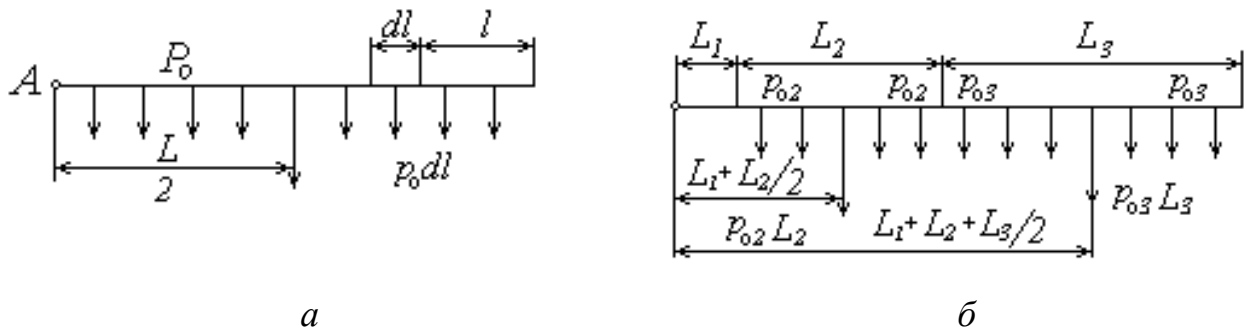 dl l
A P₀
L
2
p₀dl
а
L₁ L₂ L₃
p₀₂ p₀₂ p₀₃ p₀₃
L₁+L₂/2
p₀₃L₃
p₀₂L₂ L₁+L₂+L₃/2
б